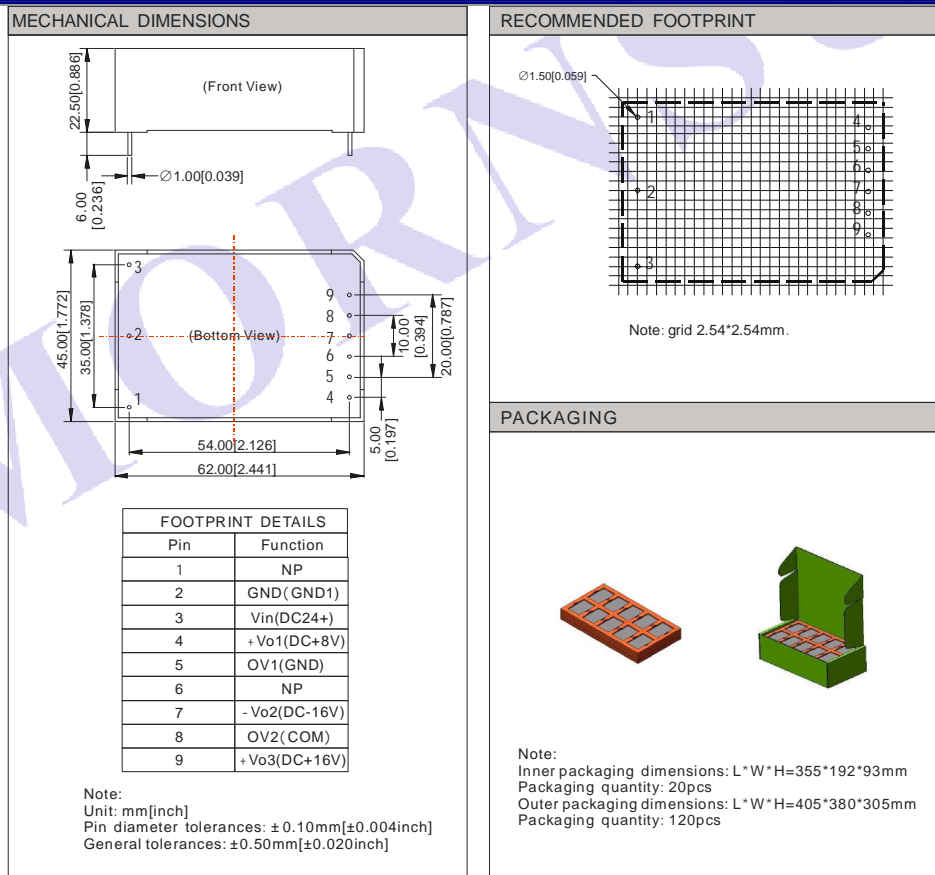 MECHANICAL DIMENSIONS
(Front View)
22.50[0.886]
6.00
[0.236]
∅1.00[0.039]
45.00[1.772]
35.00[1.378]
3
2
1
(Bottom View)
9
8
7
6
5
4
10.00
[0.394]
20.00[0.787]
5.00
[0.197]
54.00[2.126]
62.00[2.441]
FOOTPRINT DETAILS
Pin Function
1 NP
2 GND(GND1)
3 Vin(DC24+)
4 +Vo1(DC+8V)
5 OV1(GND)
6 NP
7 -Vo2(DC-16V)
8 OV2(COM)
9 +Vo3(DC+16V)
Note:
Unit: mm[inch]
Pin diameter tolerances: ±0.10mm[±0.004inch]
General tolerances: ±0.50mm[±0.020inch]
RECOMMENDED FOOTPRINT
∅1.50[0.059]
1
2
3
4
5
6
7
8
9
Note: grid 2.54*2.54mm.
PACKAGING
Note:
Inner packaging dimensions: L*W*H=355*192*93mm
Packaging quantity: 20pcs
Outer packaging dimensions: L*W*H=405*380*305mm
Packaging quantity: 120pcs
MORNS